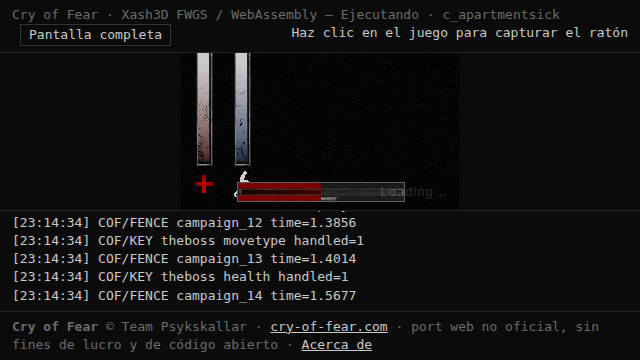 Cry of Fear · Xash3D FWGS / WebAssembly — Ejecutando · c_apartmentsick
Pantalla completa
Haz clic en el juego para capturar el ratón
Loading...
[23:14:34] COF/FENCE campaign_12 time=1.3856
[23:14:34] COF/KEY theboss movetype handled=1
[23:14:34] COF/FENCE campaign_13 time=1.4014
[23:14:34] COF/KEY theboss health handled=1
[23:14:34] COF/FENCE campaign_14 time=1.5677
Cry of Fear © Team Psykskallar · cry-of-fear.com · port web no oficial, sin
fines de lucro y de código abierto · Acerca de